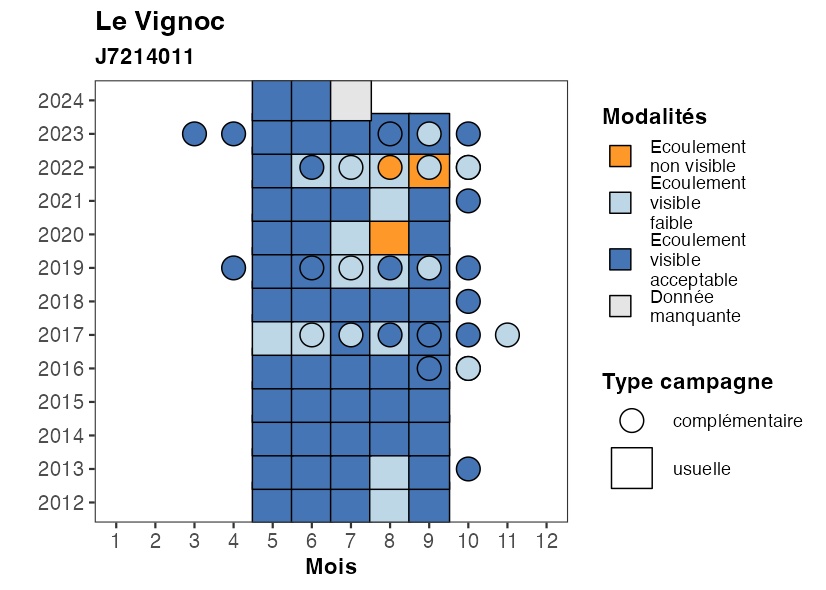 Le Vignoc
J7214011
2024
2023
2022
2021
2020
2019
2018
2017
2016
2015
2014
2013
2012
1 2 3 4 5 6 7 8 9 10 11 12
Mois
Modalités
Ecoulement
non visible
Ecoulement
visible
faible
Ecoulement
visible
acceptable
Donnée
manquante
Type campagne
complémentaire
usuelle